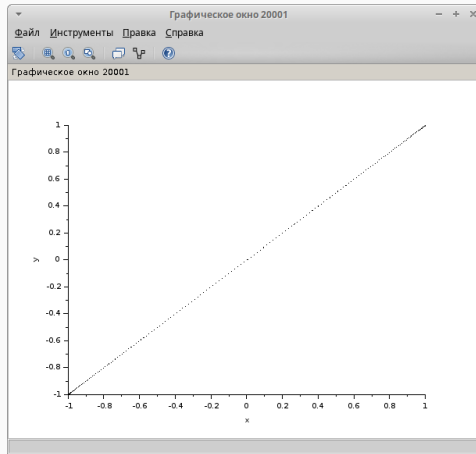 Графическое окно 20001
Файл Инструменты Правка Справка
Графическое окно 20001
1
0.8
0.6
0.4
0.2
0
-0.2
-0.4
-0.6
-0.8
-1
y
-1 -0.8 -0.6 -0.4 -0.2 0 0.2 0.4 0.6 0.8 1
x